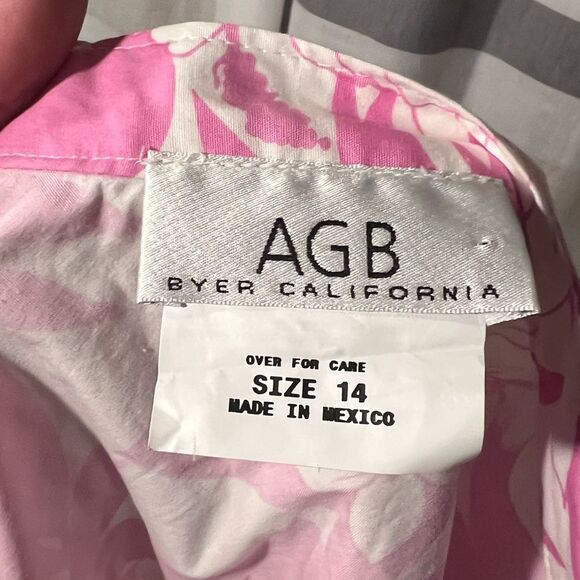 AGB
BYER CALIFORNIA
OVER FOR CARE
SIZE 14
MADE IN MEXICO